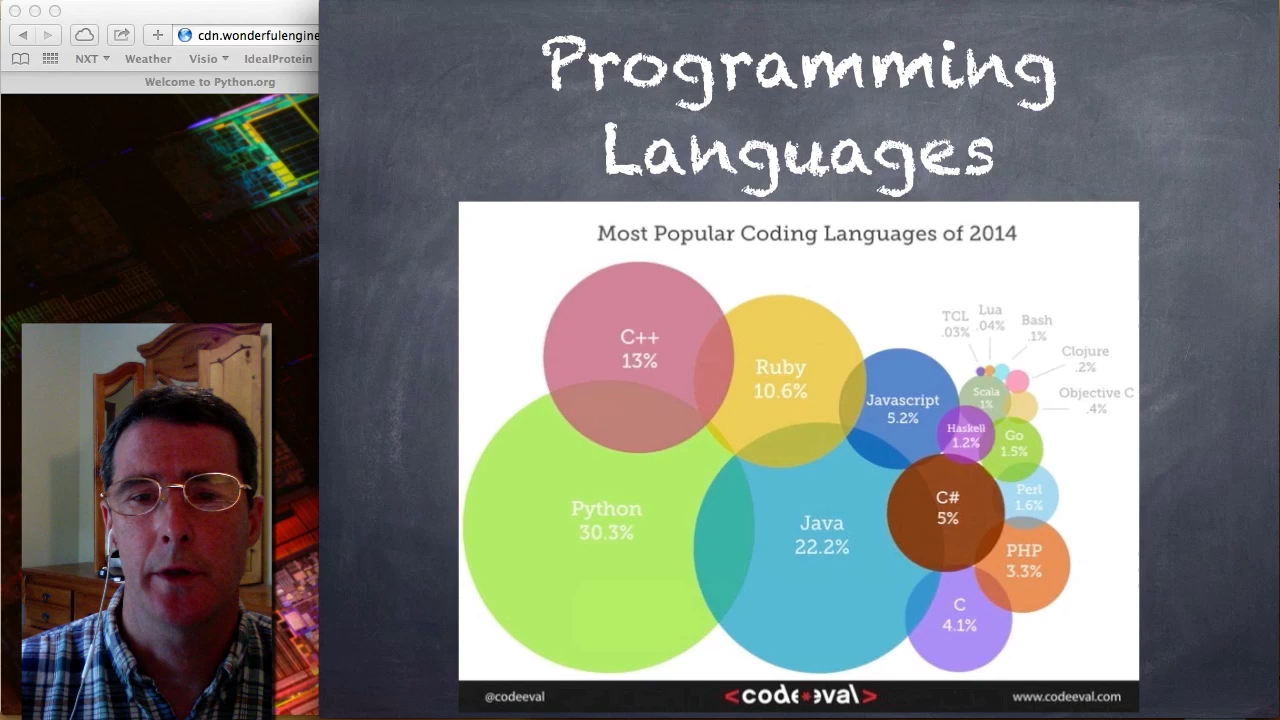 cdn.wonderfulengine
NXT Weather Visio IdealProtein
Welcome to Python.org
Programming
Languages
Most Popular Coding Languages of 2014
C++
13%
Ruby
10.6%
Javascript
5.2%
TCL
.03%
Lua
.04%
Bash
.1%
Clojure
.2%
Objective C
.4%
Scala
1%
Haskell
1.2%
Go
1.5%
Python
30.3%
Java
22.2%
C#
5%
Perl
1.6%
PHP
3.3%
C
4.1%
@codeeval
<code*eval>
www.codeeval.com